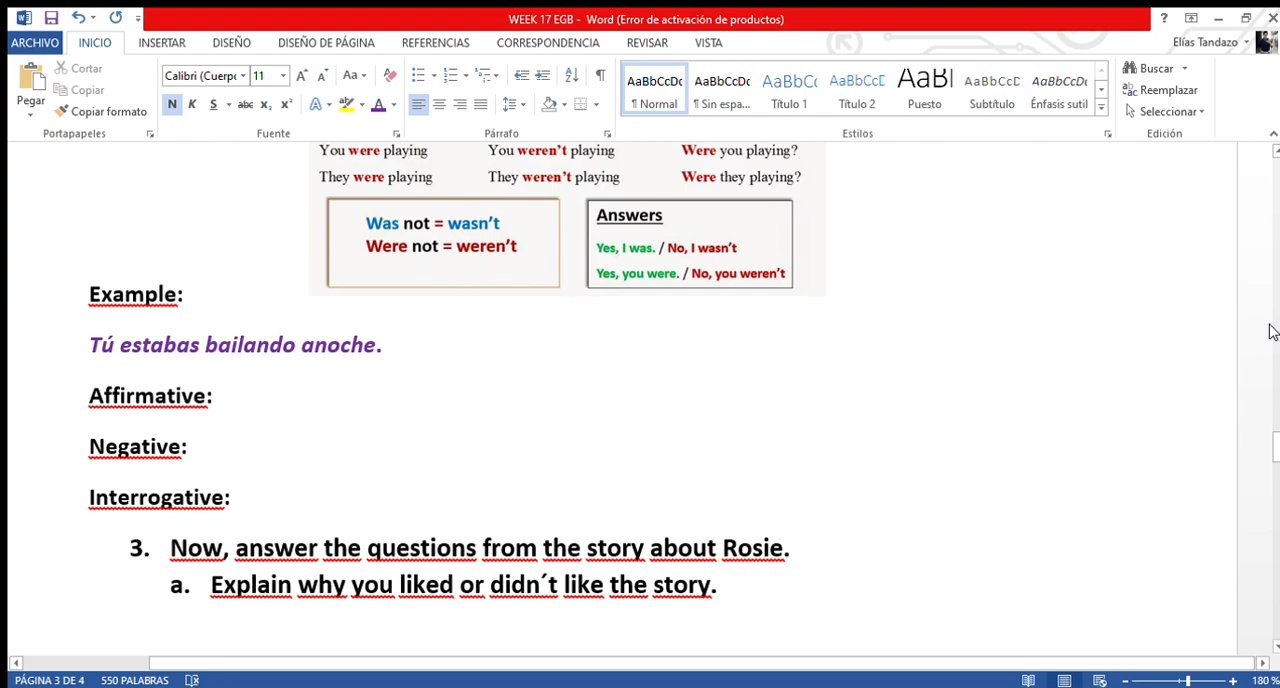 WEEK 17 EGB - Word (Error de activación de productos)
ARCHIVO INICIO INSERTAR DISEÑO DISEÑO DE PÁGINA REFERENCIAS CORRESPONDENCIA REVISAR VISTA Elías Tandazo
Pegar
Cortar
Copiar
Copiar formato
Portapapeles
Calibri (Cuerpo 11
Aa
N K S abc x₂ x² A A
Fuente
Párrafo
AaBbCcDc AaBbCcDc AaBbCc AaBbCcD AaBl AaBbCcD AaBbCcDc
¶ Normal ¶ Sin espa... Título 1 Título 2 Puesto Subtítulo Énfasis sutil
Estilos
Buscar
Reemplazar
Seleccionar
Edición
You were playing You weren't playing Were you playing?
They were playing They weren't playing Were they playing?
Was not = wasn't
Were not = weren't
Answers
Yes, I was. / No, I wasn't
Yes, you were. / No, you weren't
Example:
Tú estabas bailando anoche.
Affirmative:
Negative:
Interrogative:
3. Now, answer the questions from the story about Rosie.
a. Explain why you liked or didn´t like the story.
PÁGINA 3 DE 4 550 PALABRAS 180 %